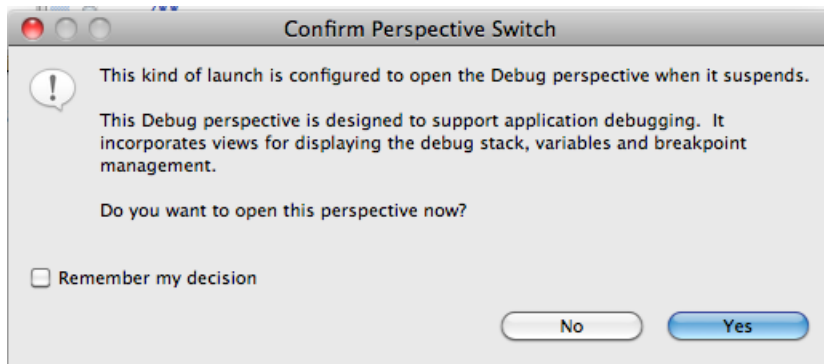 Confirm Perspective Switch
This kind of launch is configured to open the Debug perspective when it suspends.
This Debug perspective is designed to support application debugging.  It
incorporates views for displaying the debug stack, variables and breakpoint
management.
Do you want to open this perspective now?
Remember my decision
No
Yes